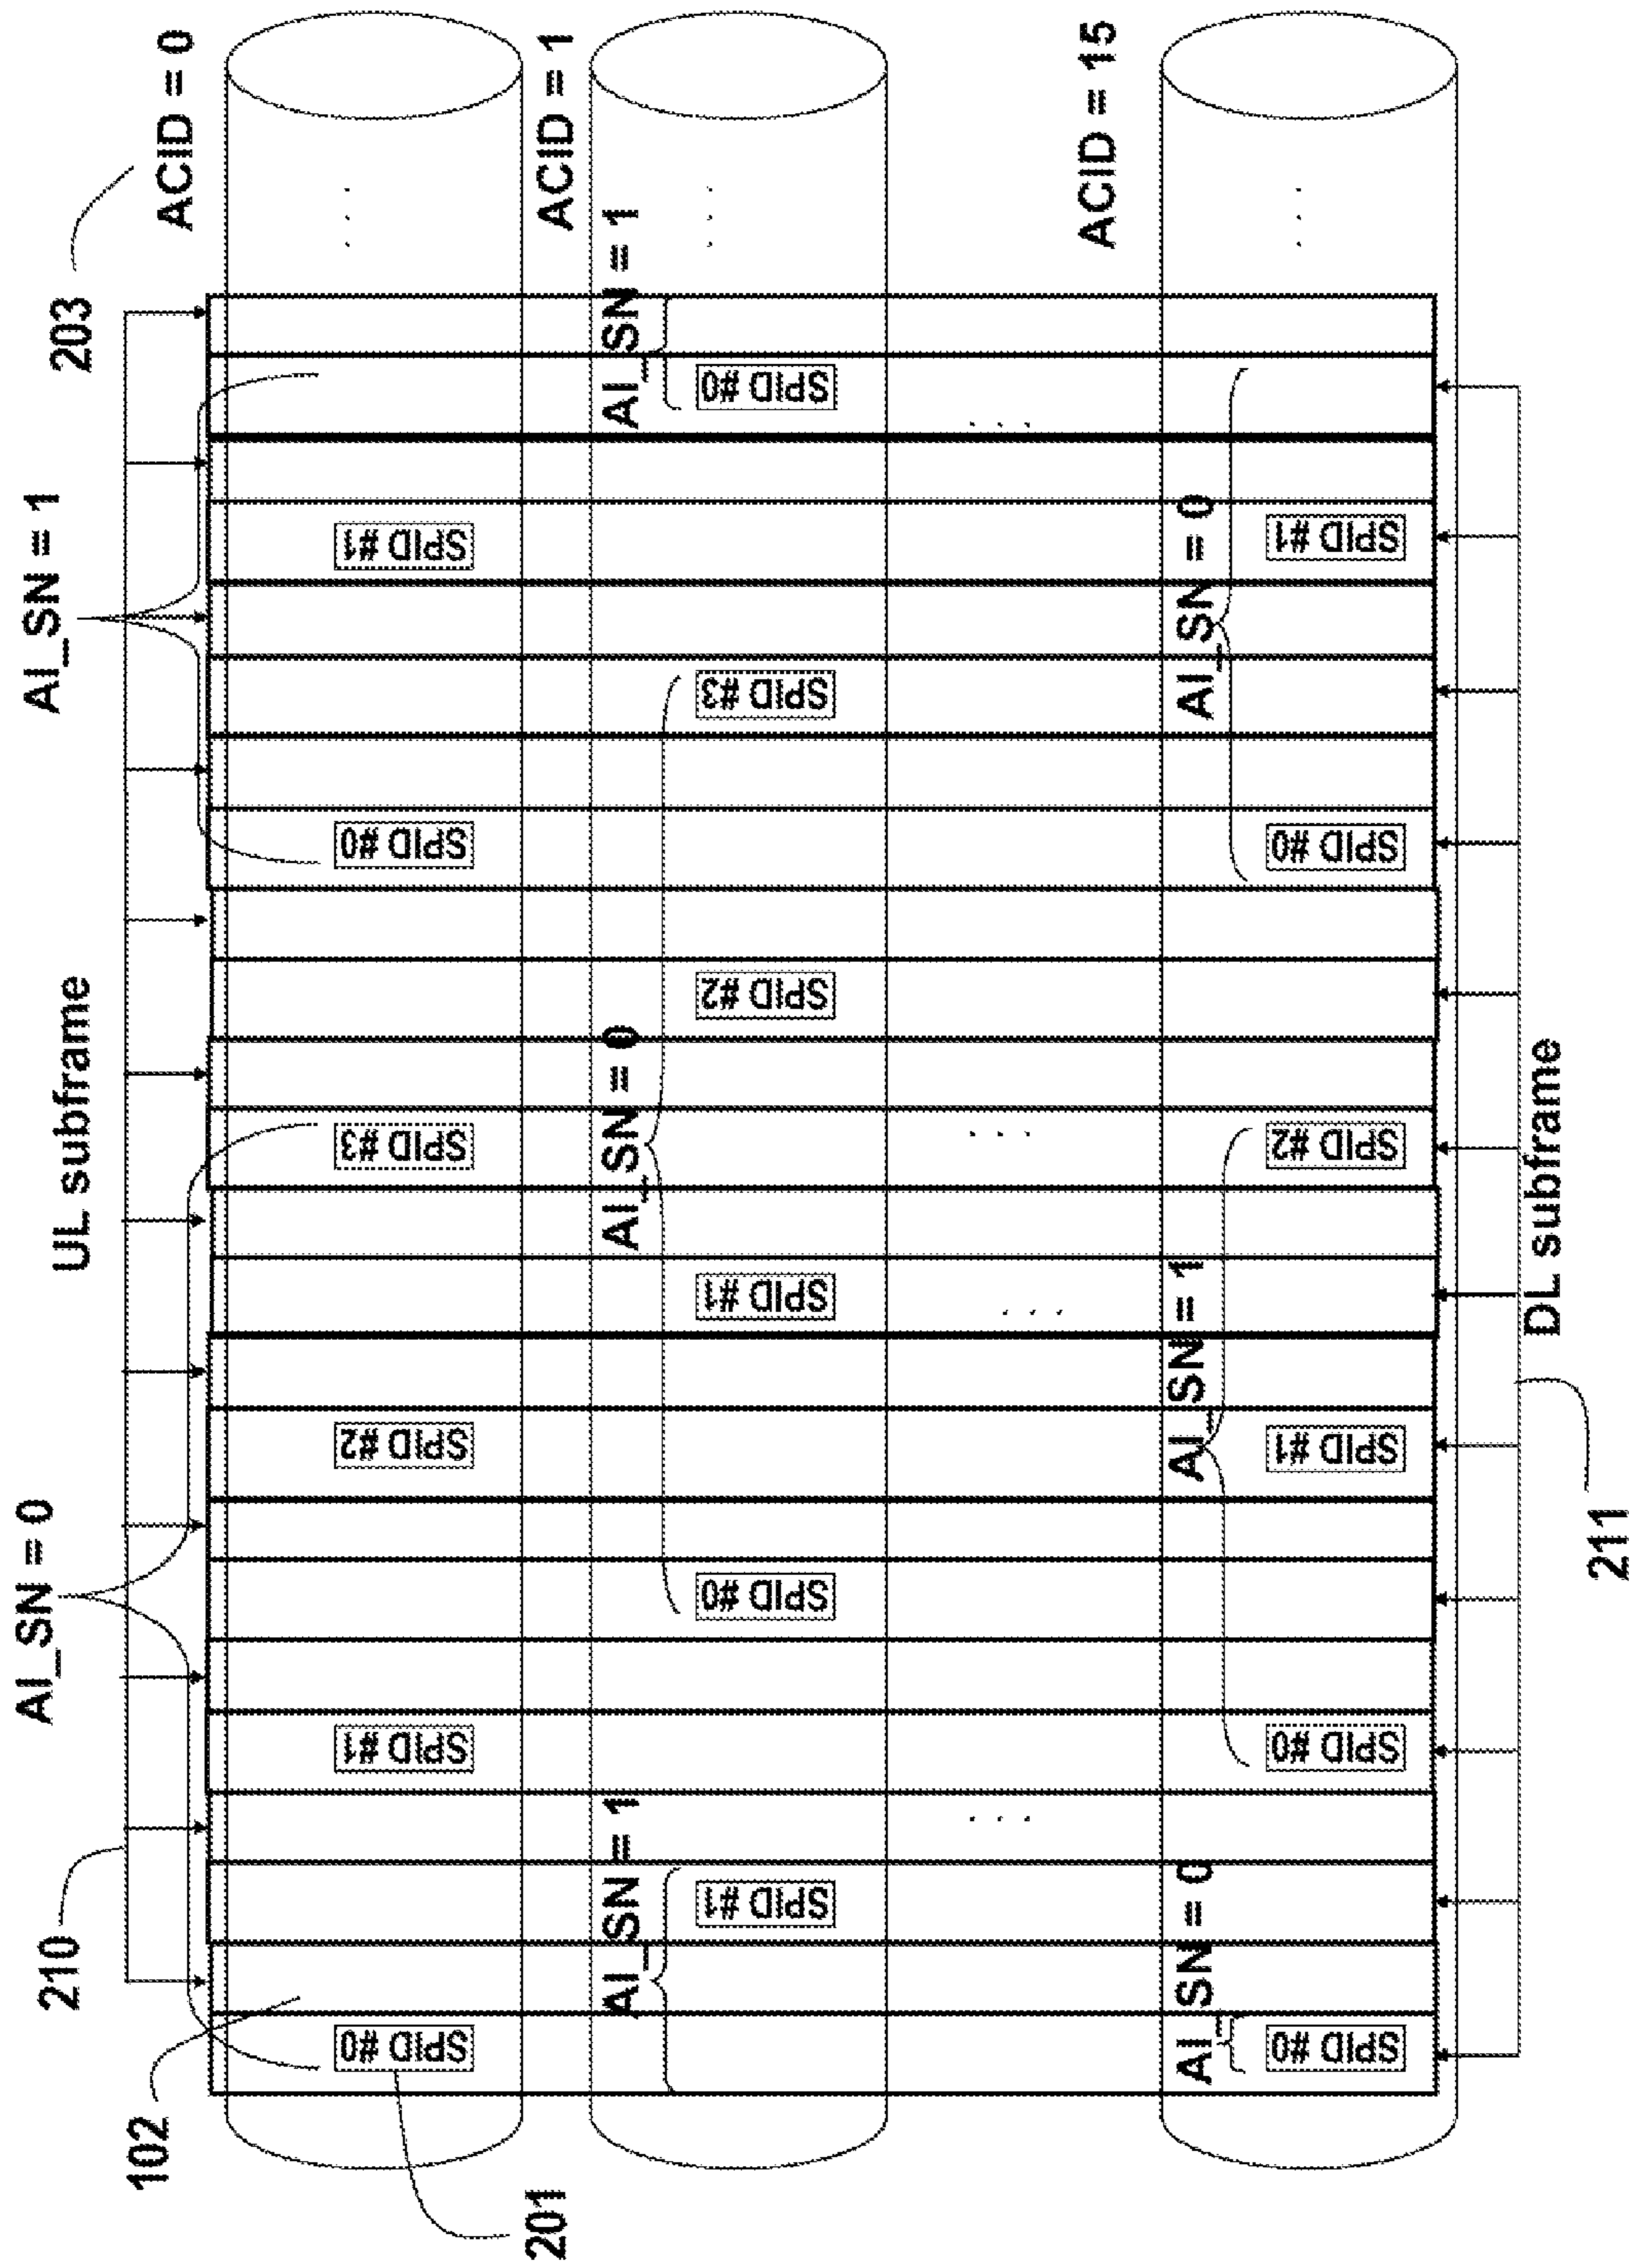 203
ACID = 0
ACID = 1
ACID = 15
AI_SN = 1
UL subframe
AI_SN = 0
210
102
201
SPID #0
SPID #1
SPID #2
SPID #3
SPID #0
SPID #1
AI_SN = 1
AI_SN = 0
AI_SN = 1
SPID #1
SPID #0
SPID #1
SPID #2
SPID #3
SPID #0
. . .
. . .
. . .
. . .
. . .
. . .
. . .
AI_SN = 0
AI_SN = 1
AI_SN = 0
SPID #0
SPID #0
SPID #1
SPID #2
SPID #0
SPID #1
DL subframe
211